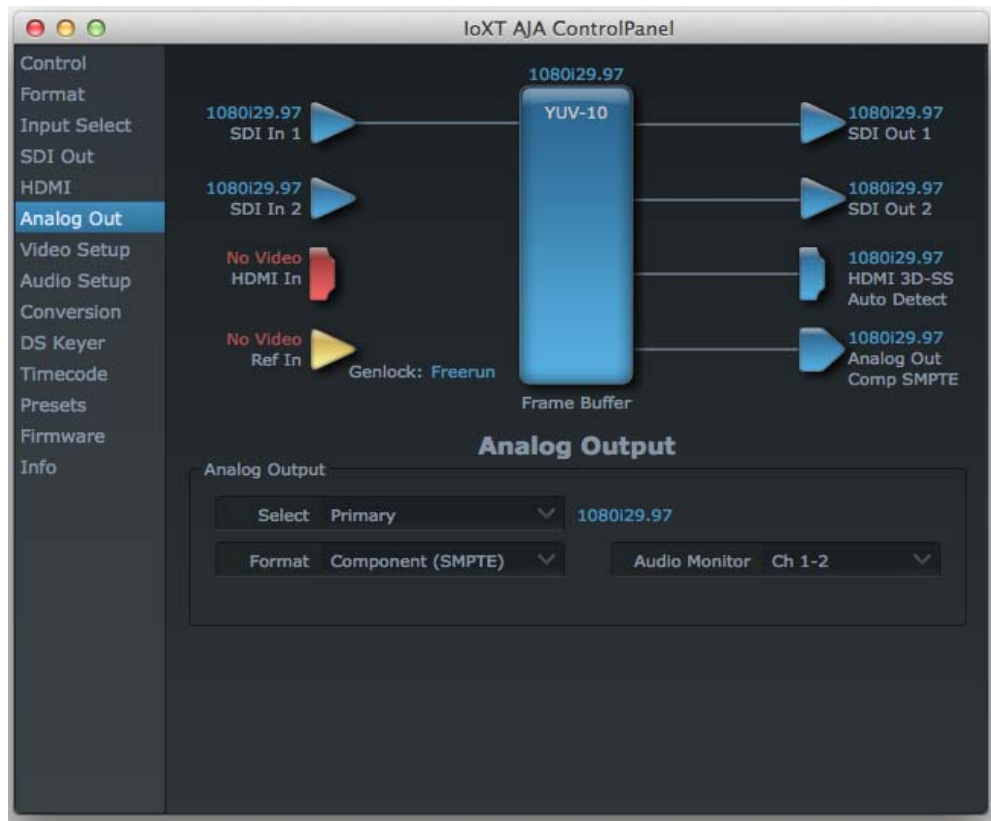 IoXT AJA ControlPanel
Control
Format
Input Select
SDI Out
HDMI
Analog Out
Video Setup
Audio Setup
Conversion
DS Keyer
Timecode
Presets
Firmware
Info
1080i29.97
YUV-10
1080i29.97
SDI In 1
1080i29.97
SDI In 2
No Video
HDMI In
No Video
Ref In
Genlock: Freerun
Frame Buffer
1080i29.97
SDI Out 1
1080i29.97
SDI Out 2
1080i29.97
HDMI 3D-SS
Auto Detect
1080i29.97
Analog Out
Comp SMPTE
Analog Output
Analog Output
Select Primary 1080i29.97
Format Component (SMPTE) Audio Monitor Ch 1-2